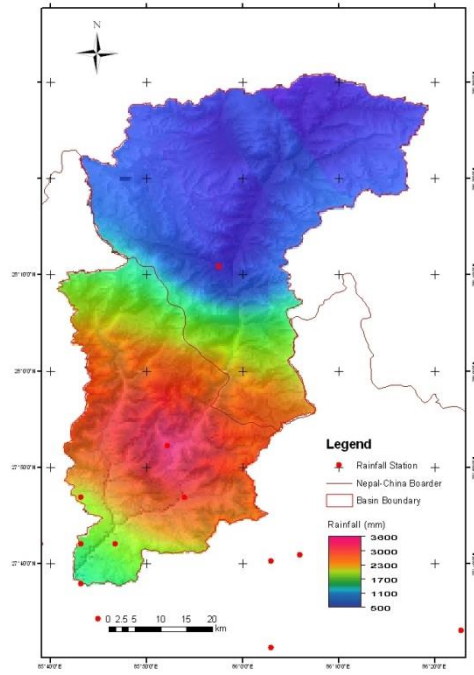 N
28°10'0"N
28°0'0"N
27°50'0"N
27°40'0"N
Legend
Rainfall Station
Nepal-China Boarder
Basin Boundary
Rainfall (mm)
3600
3000
2300
1700
1100
500
0 2.5 5 10 15 20
km
85°40'0"E
85°50'0"E
86°0'0"E
86°10'0"E
86°20'0"E